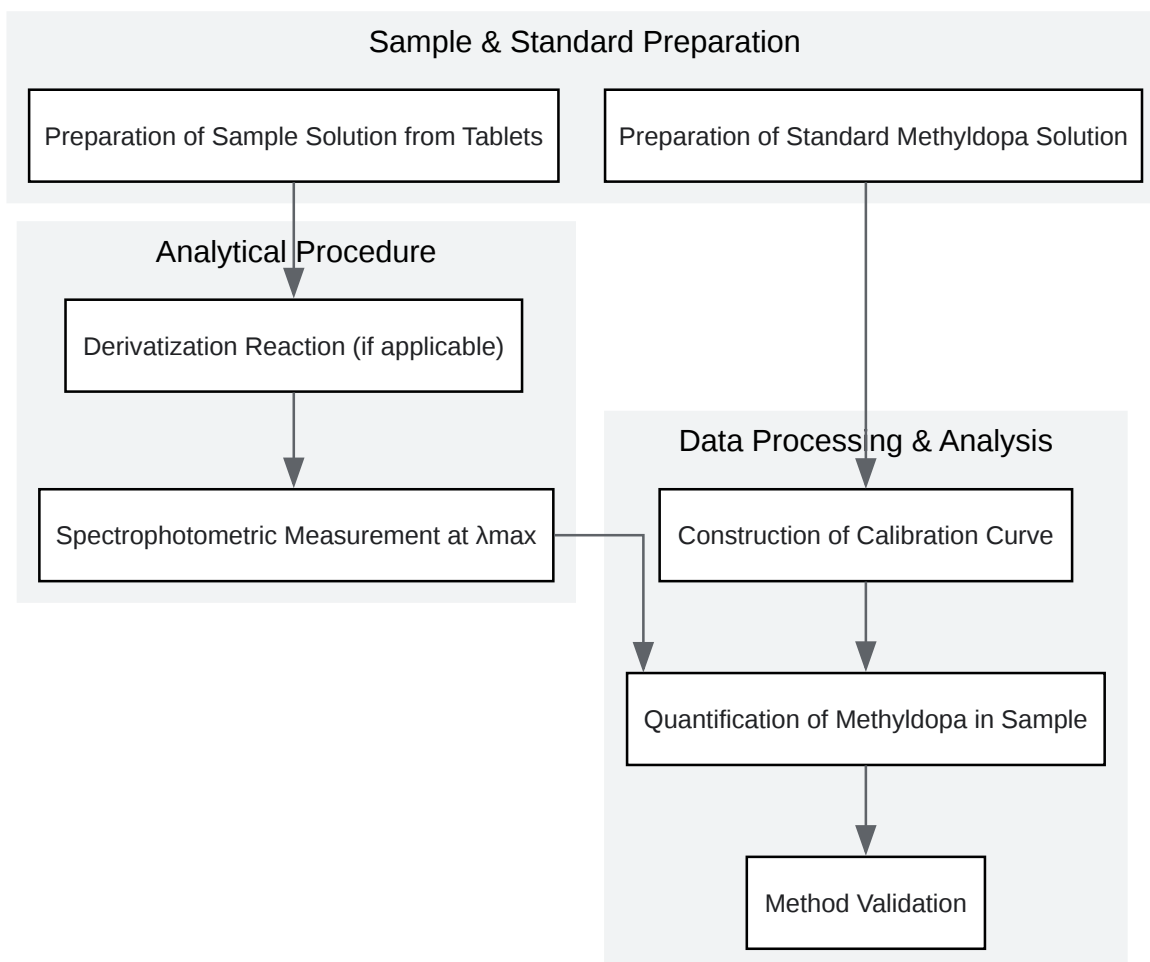 Sample & Standard Preparation
Preparation of Sample Solution from Tablets
Preparation of Standard Methyldopa Solution
Analytical Procedure
Derivatization Reaction (if applicable)
Spectrophotometric Measurement at λmax
Data Processing & Analysis
Construction of Calibration Curve
Quantification of Methyldopa in Sample
Method Validation